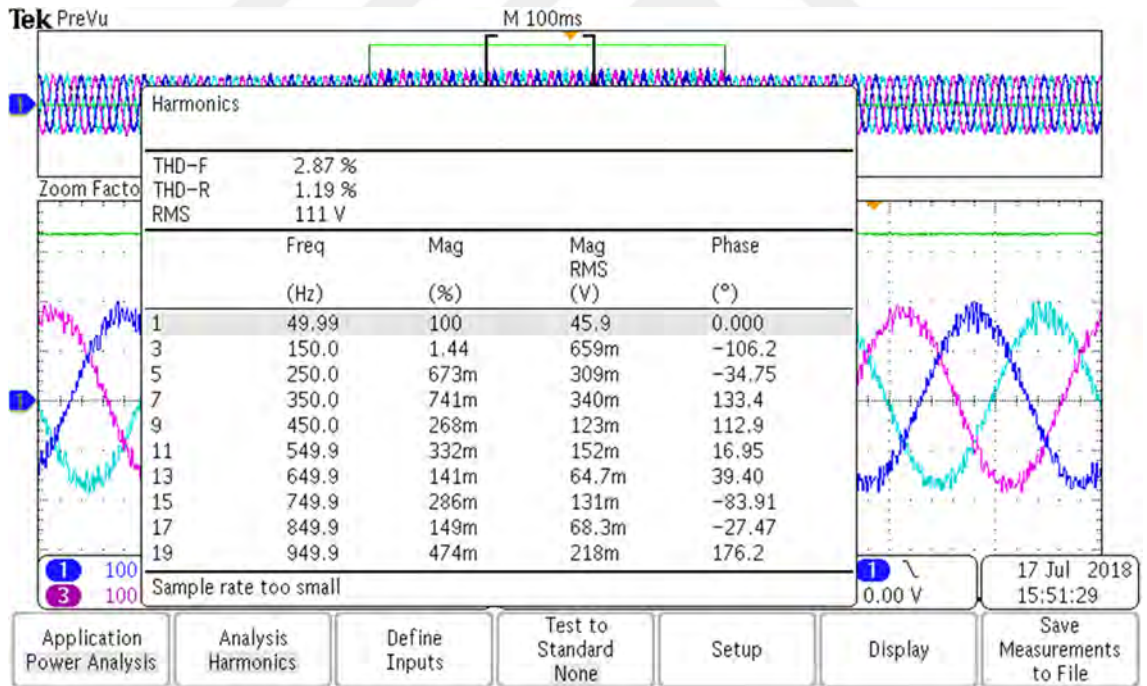 Tek PreVu M 100ms
1
Harmonics
THD-F 2.87 %
Zoom Facto THD-R 1.19 %
RMS 111 V
Freq Mag Mag Phase
RMS
(Hz) (%) (V) (°)
1 49.99 100 45.9 0.000
3 150.0 1.44 659m -106.2
5 250.0 673m 309m -34.75
1 7 350.0 741m 340m 133.4
9 450.0 268m 123m 112.9
11 549.9 332m 152m 16.95
13 649.9 141m 64.7m 39.40
15 749.9 286m 131m -83.91
17 849.9 149m 68.3m -27.47
19 949.9 474m 218m 176.2
1 100 1 \ 17 Jul 2018
3 100 Sample rate too small 0.00 V 15:51:29
Application Analysis Define Test to Setup Display Save
Power Analysis Harmonics Inputs Standard Measurements
None to File